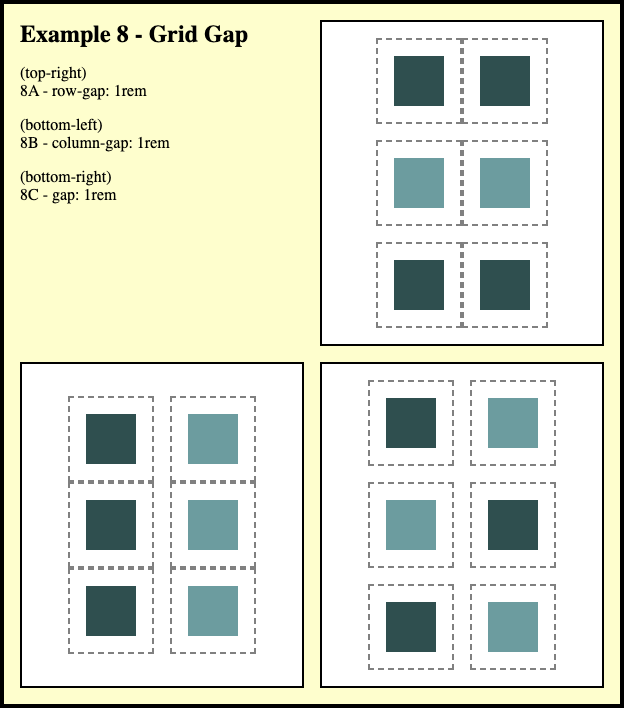 Example 8 - Grid Gap
(top-right)
8A - row-gap: 1rem
(bottom-left)
8B - column-gap: 1rem
(bottom-right)
8C - gap: 1rem